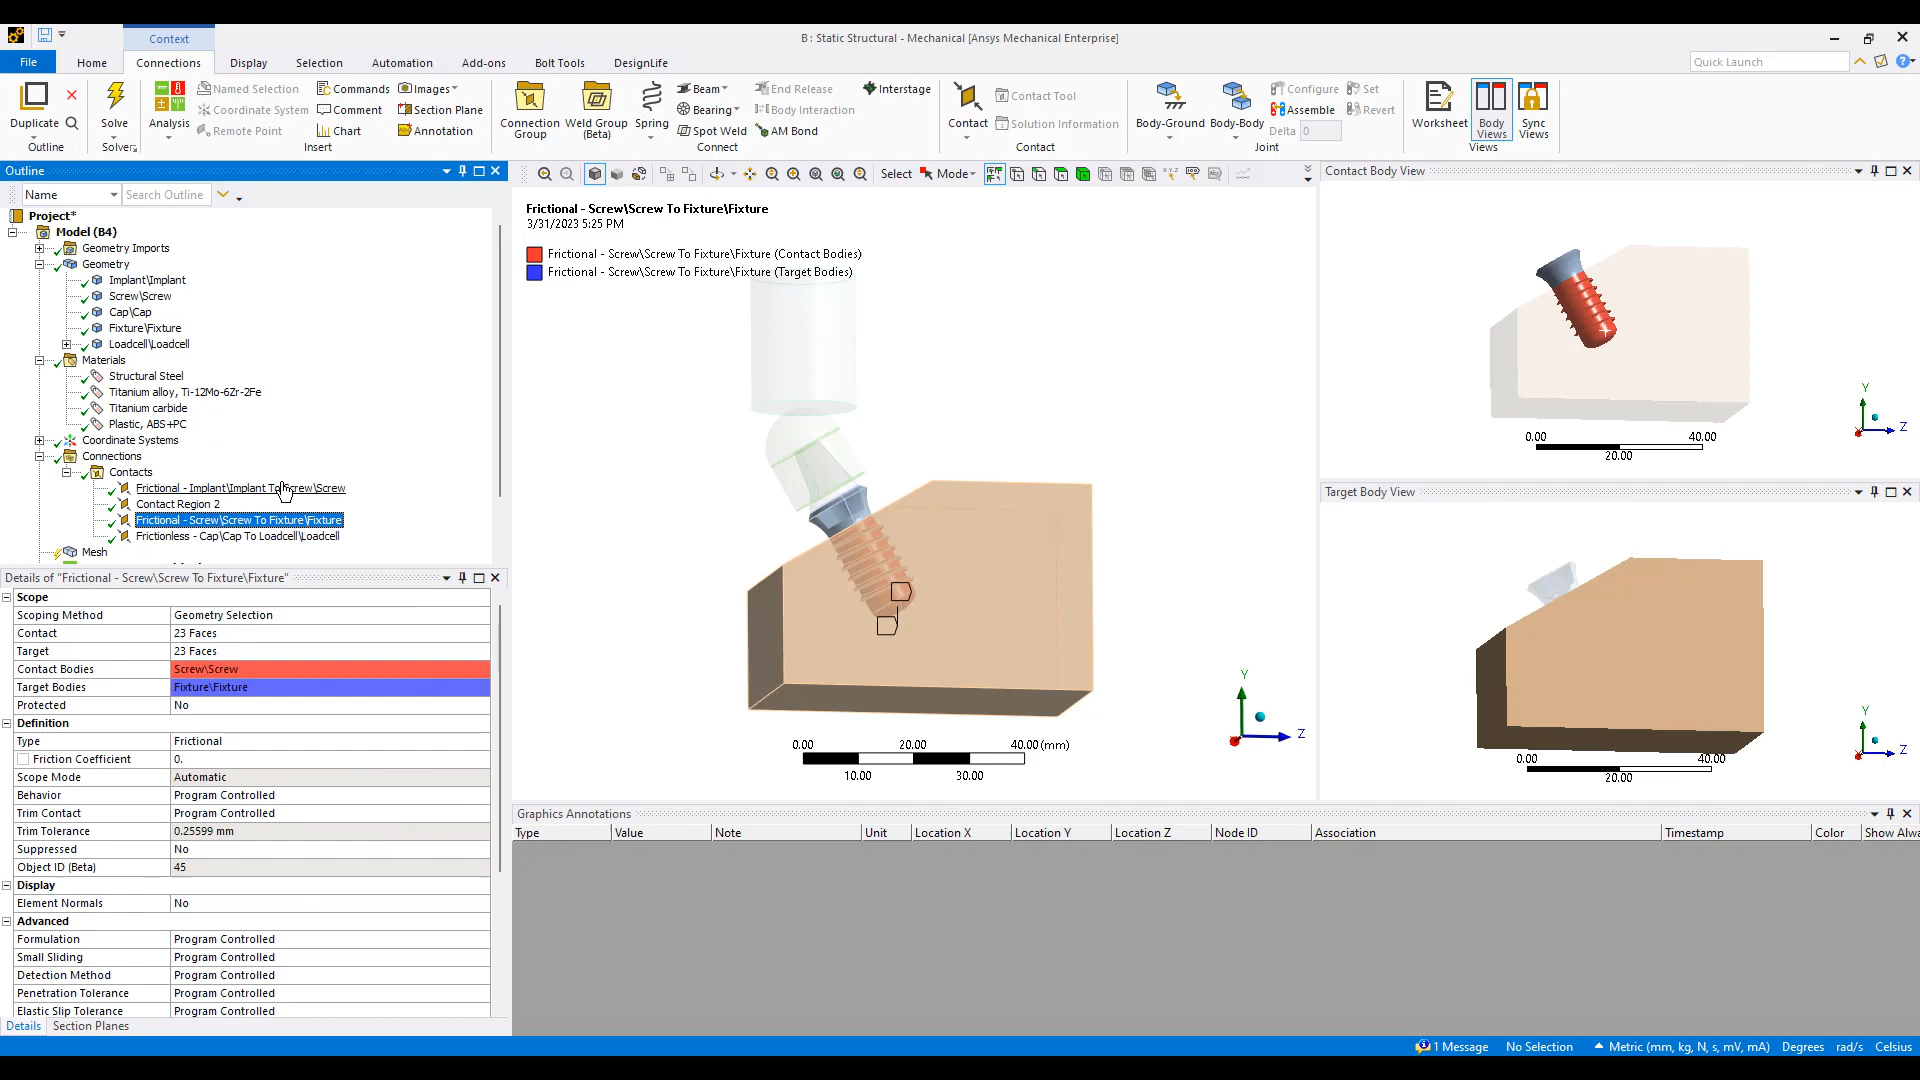 Context
B : Static Structural - Mechanical [Ansys Mechanical Enterprise]
File Home Connections Display Selection Automation Add-ons Bolt Tools DesignLife
Quick Launch
Duplicate
Outline
Solve
Solve
Analysis
Named Selection
Coordinate System
Remote Point
Commands
Comment
Chart
Images
Section Plane
Annotation
Insert
Connection Group
Weld Group (Beta)
Spring
Beam
Bearing
Spot Weld
End Release
Body Interaction
AM Bond
Interstage
Connect
Contact
Contact Tool
Solution Information
Contact
Body-Ground
Body-Body
Configure
Assemble
Delta 0
Set
Revert
Joint
Worksheet
Body Views
Sync Views
Views
Outline
Name
Search Outline
Project*
Model (B4)
Geometry Imports
Geometry
Implant\Implant
Screw\Screw
Cap\Cap
Fixture\Fixture
Loadcell\Loadcell
Materials
Structural Steel
Titanium alloy, Ti-12Mo-6Zr-2Fe
Titanium carbide
Plastic, ABS+PC
Coordinate Systems
Connections
Contacts
Frictional - Implant\Implant To Screw\Screw
Contact Region 2
Frictional - Screw\Screw To Fixture\Fixture
Frictionless - Cap\Cap To Loadcell\Loadcell
Mesh
Details of "Frictional - Screw\Screw To Fixture\Fixture"
Scope
Scoping Method Geometry Selection
Contact 23 Faces
Target 23 Faces
Contact Bodies Screw\Screw
Target Bodies Fixture\Fixture
Protected No
Definition
Type Frictional
Friction Coefficient 0.
Scope Mode Automatic
Behavior Program Controlled
Trim Contact Program Controlled
Trim Tolerance 0.25599 mm
Suppressed No
Object ID (Beta) 45
Display
Element Normals No
Advanced
Formulation Program Controlled
Small Sliding Program Controlled
Detection Method Program Controlled
Penetration Tolerance Program Controlled
Elastic Slip Tolerance Program Controlled
Details Section Planes
Select Mode
Frictional - Screw\Screw To Fixture\Fixture
3/31/2023 5:25 PM
Frictional - Screw\Screw To Fixture\Fixture (Contact Bodies)
Frictional - Screw\Screw To Fixture\Fixture (Target Bodies)
0.00 20.00 40.00 (mm)
10.00 30.00
Y
Z
Contact Body View
0.00 40.00
20.00
Y
Z
Target Body View
0.00 40.00
20.00
Y
Z
Graphics Annotations
Type Value Note Unit Location X Location Y Location Z Node ID Association Timestamp Color Show Alwa
1 Message No Selection Metric (mm, kg, N, s, mV, mA) Degrees rad/s Celsius